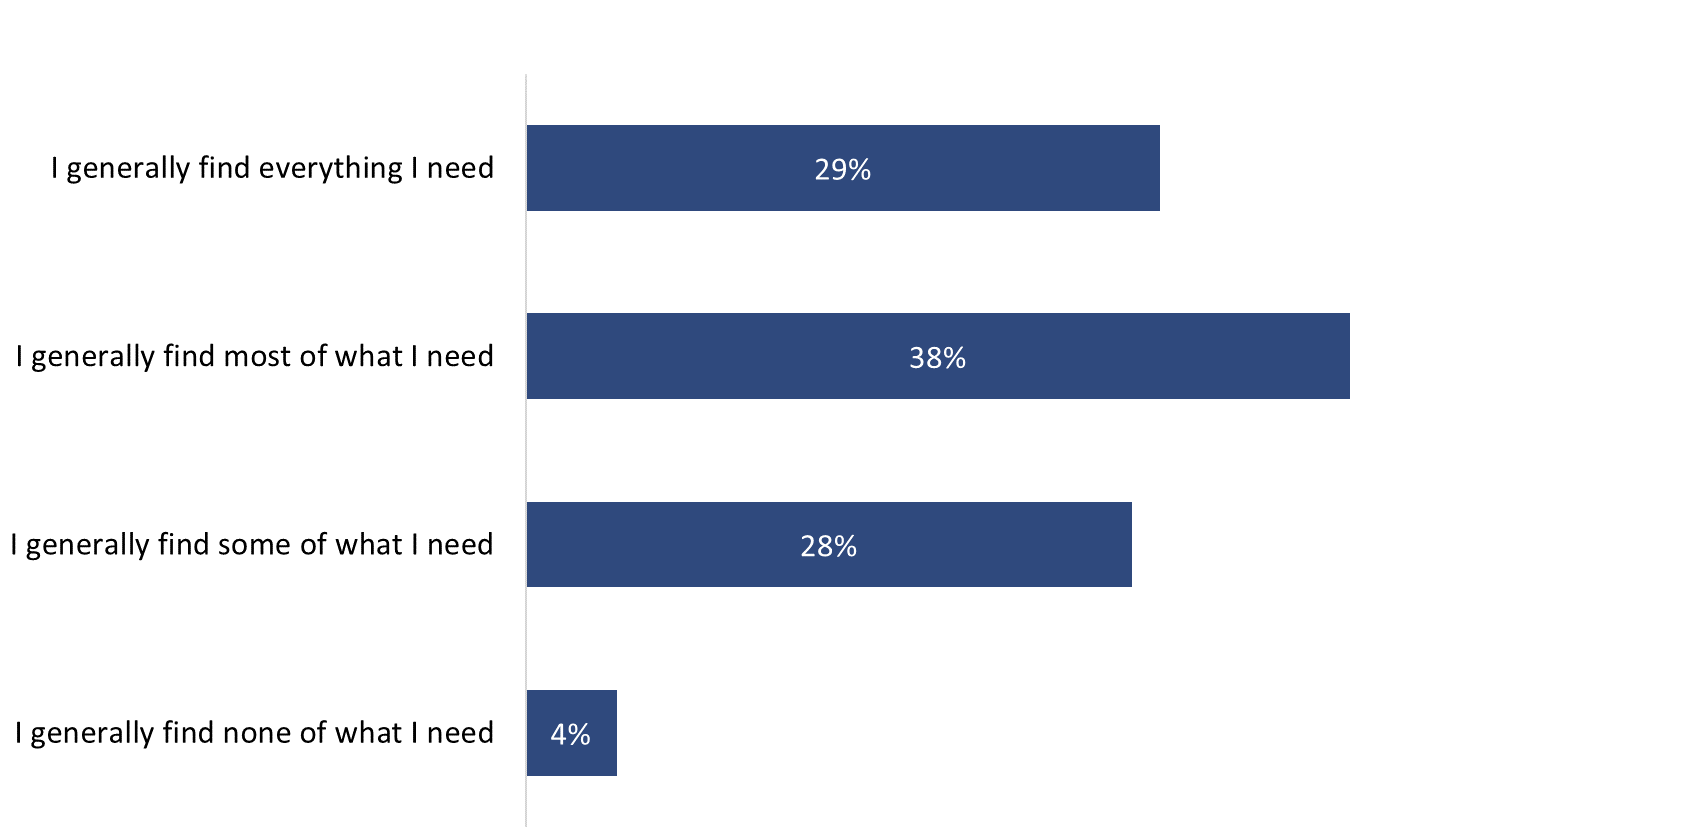 I generally find everything I need
29%
I generally find most of what I need
38%
I generally find some of what I need
28%
I generally find none of what I need
4%